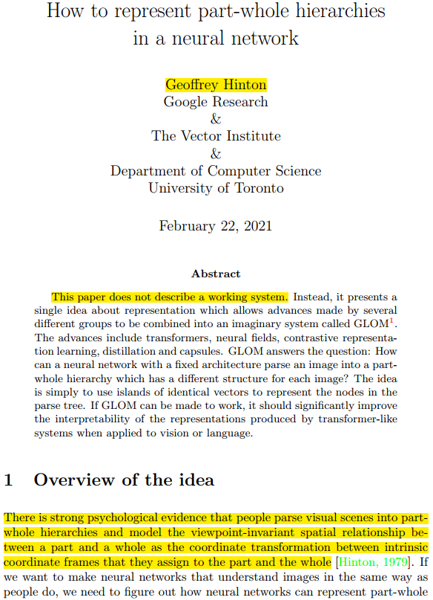 How to represent part-whole hierarchies
in a neural network
Geoffrey Hinton
Google Research
&
The Vector Institute
&
Department of Computer Science
University of Toronto
February 22, 2021
Abstract
This paper does not describe a working system. Instead, it presents a
single idea about representation which allows advances made by several
different groups to be combined into an imaginary system called GLOM1.
The advances include transformers, neural fields, contrastive representa-
tion learning, distillation and capsules. GLOM answers the question: How
can a neural network with a fixed architecture parse an image into a part-
whole hierarchy which has a different structure for each image? The idea
is simply to use islands of identical vectors to represent the nodes in the
parse tree. If GLOM can be made to work, it should significantly improve
the interpretability of the representations produced by transformer-like
systems when applied to vision or language.
1 Overview of the idea
There is strong psychological evidence that people parse visual scenes into part-
whole hierarchies and model the viewpoint-invariant spatial relationship be-
tween a part and a whole as the coordinate transformation between intrinsic
coordinate frames that they assign to the part and the whole [Hinton, 1979]. If
we want to make neural networks that understand images in the same way as
people do, we need to figure out how neural networks can represent part-whole